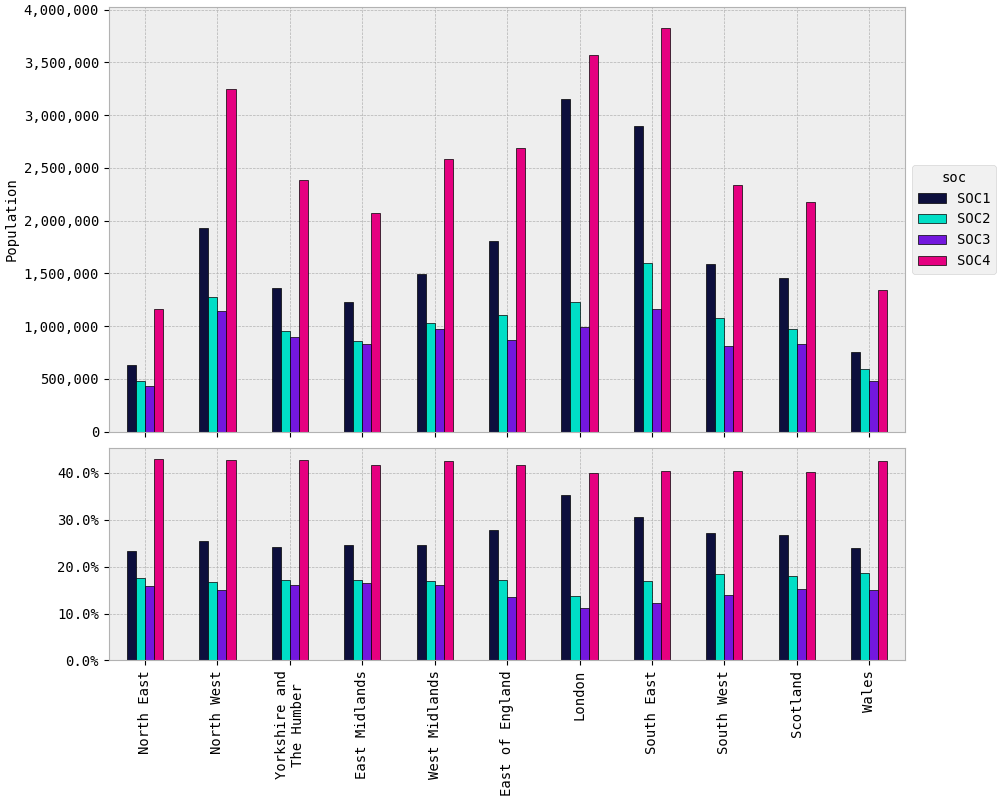 4,000,000
3,500,000
3,000,000
2,500,000
2,000,000
1,500,000
1,000,000
500,000
0
Population
soc
SOC1
SOC2
SOC3
SOC4
40.0%
30.0%
20.0%
10.0%
0.0%
North East
North West
Yorkshire and
The Humber
East Midlands
West Midlands
East of England
London
South East
South West
Scotland
Wales